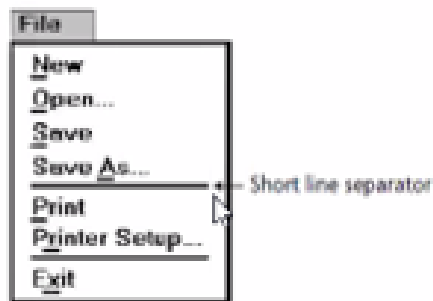 File
New
Open...
Save
Save As...
Short line separator
Print
Printer Setup...
Exit